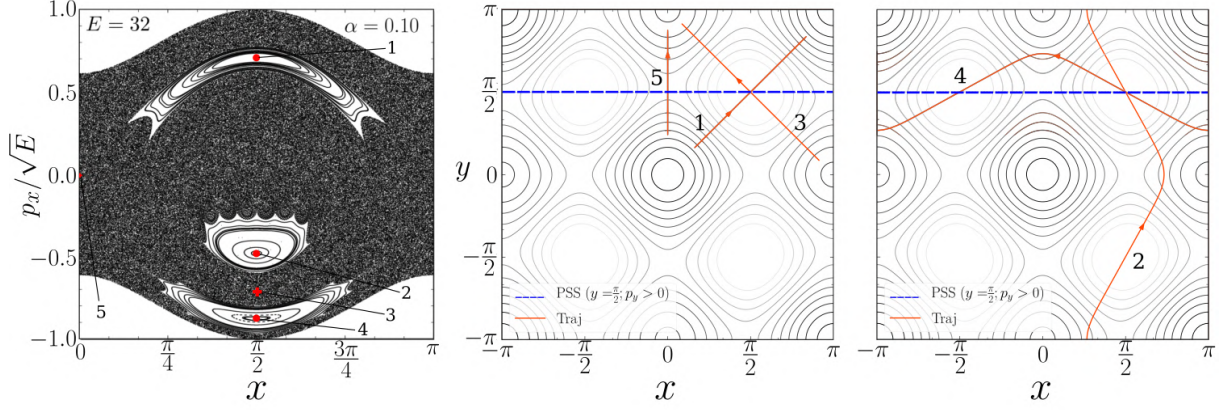 E = 32
α = 0.10
1
2
3
4
5
1.0
0.5
0.0
−0.5
−1.0
p_x/√E
0
π/4
π/2
3π/4
π
x
π
π/2
0
−π/2
−π
y
5
1
3
PSS (y = π/2; p_y > 0)
Traj
−π
−π/2
0
π/2
π
x
4
2
PSS (y = π/2; p_y > 0)
Traj
−π
−π/2
0
π/2
π
x